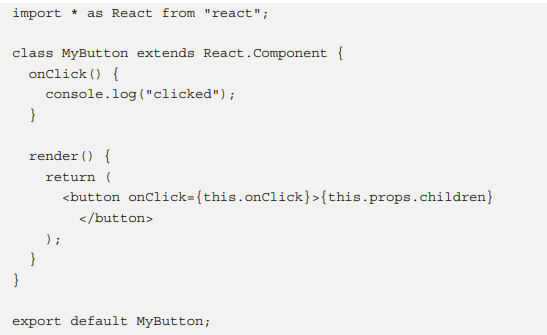 import * as React from "react";
class MyButton extends React.Component {
onClick() {
console.log("clicked");
}
render() {
return (
<button onClick={this.onClick}>{this.props.children}
</button>
);
}
}
export default MyButton;